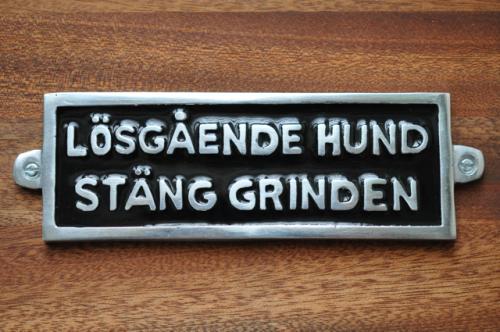 LÖSGÅENDE HUND
STÄNG GRINDEN